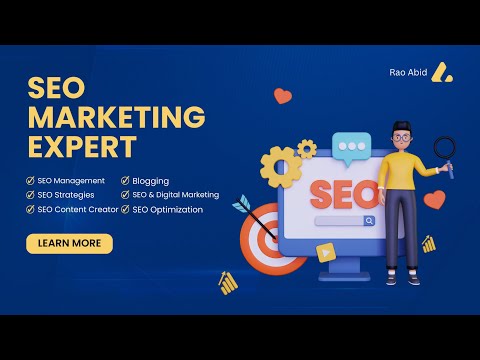 Rao Abid
SEO
MARKETING
EXPERT
SEO Management
Blogging
SEO Strategies
SEO & Digital Marketing
SEO Content Creator
SEO Optimization
LEARN MORE
SEO